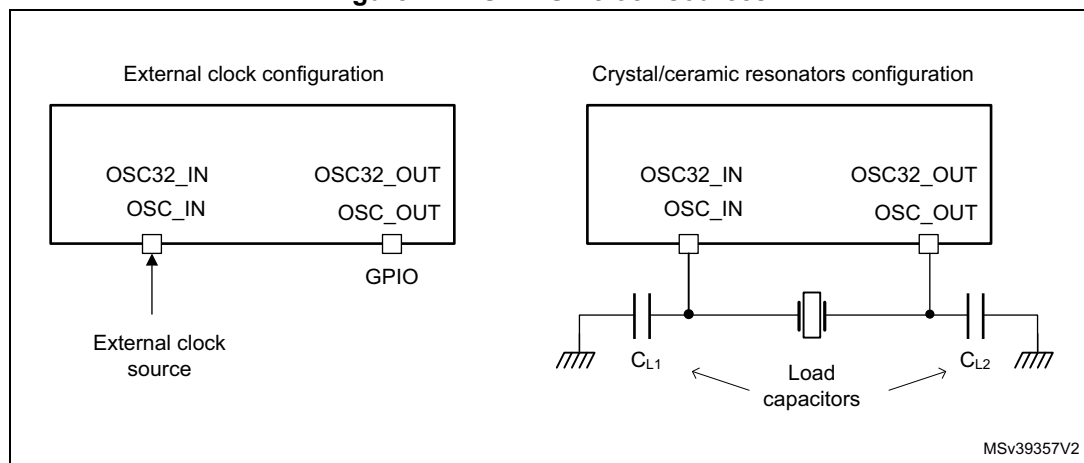 External clock configuration
OSC32_IN OSC32_OUT
OSC_IN OSC_OUT
GPIO
External clock
source
Crystal/ceramic resonators configuration
OSC32_IN OSC32_OUT
OSC_IN OSC_OUT
CL1
Load
capacitors
CL2
MSv39357V2